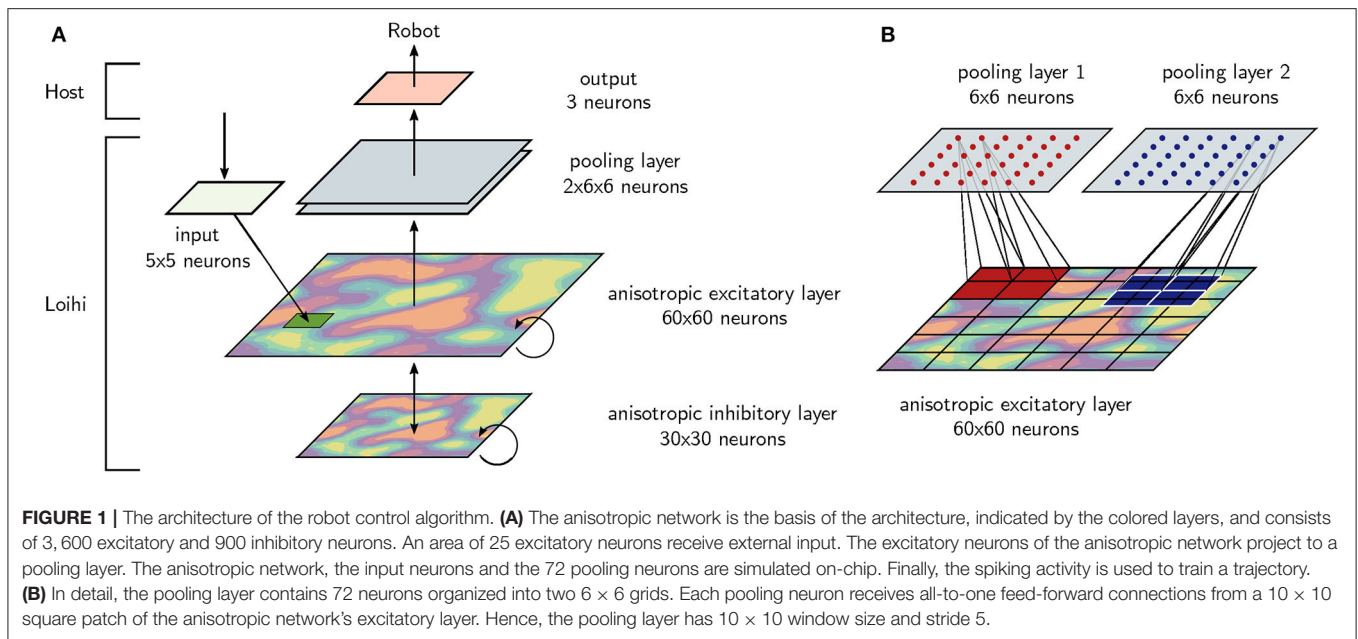 A
Robot
Host
output
3 neurons
pooling layer
2x6x6 neurons
input
5x5 neurons
Loihi
anisotropic excitatory layer
60x60 neurons
anisotropic inhibitory layer
30x30 neurons
B
pooling layer 1
6x6 neurons
pooling layer 2
6x6 neurons
anisotropic excitatory layer
60x60 neurons
FIGURE 1 | The architecture of the robot control algorithm. (A) The anisotropic network is the basis of the architecture, indicated by the colored layers, and consists
of 3, 600 excitatory and 900 inhibitory neurons. An area of 25 excitatory neurons receive external input. The excitatory neurons of the anisotropic network project to a
pooling layer. The anisotropic network, the input neurons and the 72 pooling neurons are simulated on-chip. Finally, the spiking activity is used to train a trajectory.
(B) In detail, the pooling layer contains 72 neurons organized into two 6 × 6 grids. Each pooling neuron receives all-to-one feed-forward connections from a 10 × 10
square patch of the anisotropic network's excitatory layer. Hence, the pooling layer has 10 × 10 window size and stride 5.